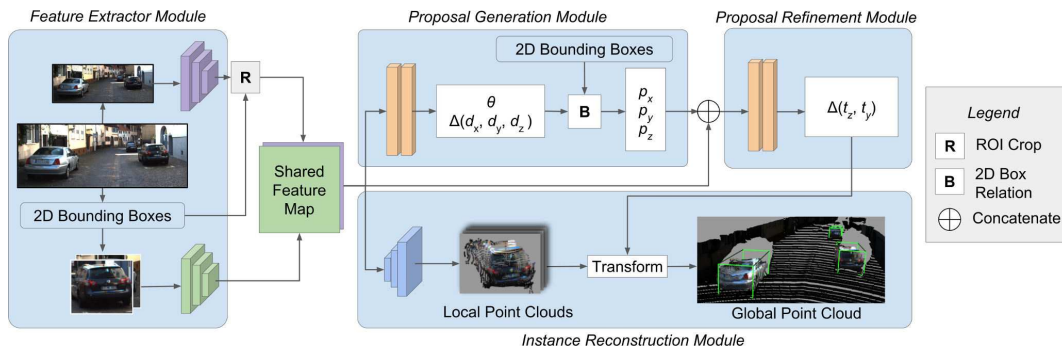 Feature Extractor Module
R
2D Bounding Boxes
Shared
Feature
Map
Proposal Generation Module
2D Bounding Boxes
θ
Δ(dx, dy, dz)
B
px
py
pz
Proposal Refinement Module
Δ(tz, ty)
Local Point Clouds
Transform
Global Point Cloud
Instance Reconstruction Module
Legend
R ROI Crop
B 2D Box
Relation
Concatenate